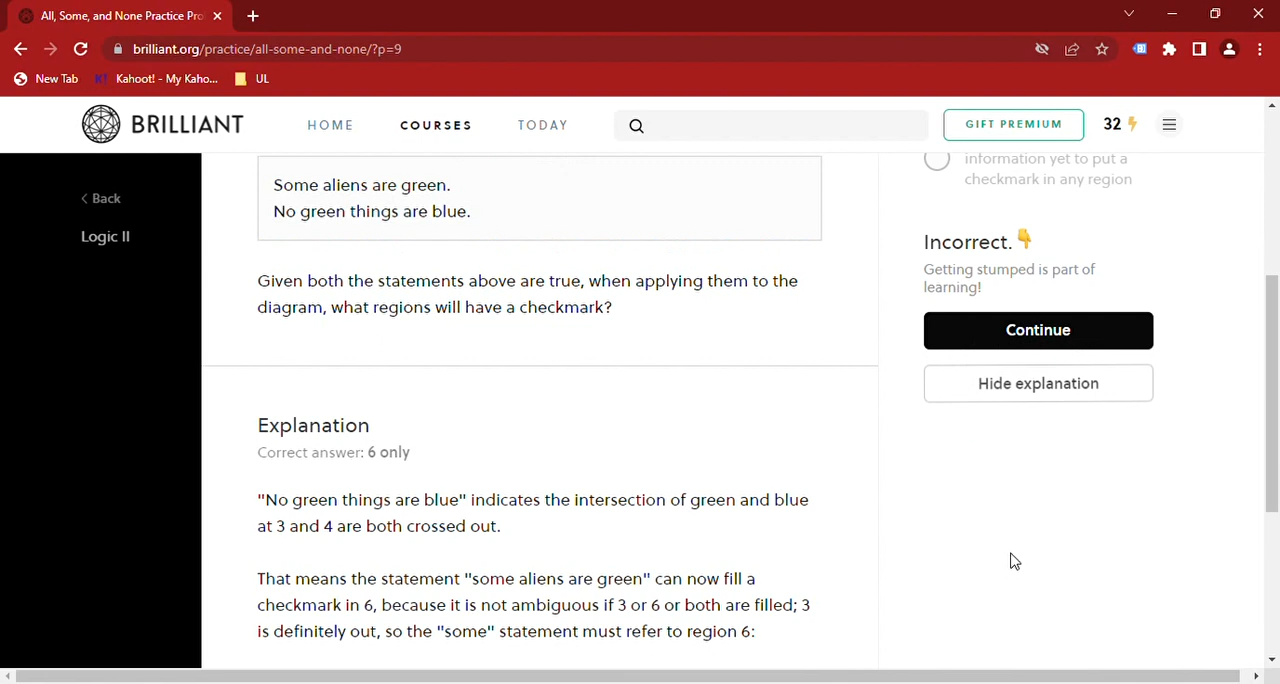 All, Some, and None Practice Pro
brilliant.org/practice/all-some-and-none/?p=9
New Tab
Kahoot! - My Kaho...
UL
BRILLIANT
HOME
COURSES
TODAY
GIFT PREMIUM
32
< Back
Logic II
Some aliens are green.
No green things are blue.
Given both the statements above are true, when applying them to the
diagram, what regions will have a checkmark?
Explanation
Correct answer: 6 only
"No green things are blue" indicates the intersection of green and blue
at 3 and 4 are both crossed out.
That means the statement "some aliens are green" can now fill a
checkmark in 6, because it is not ambiguous if 3 or 6 or both are filled; 3
is definitely out, so the "some" statement must refer to region 6:
information yet to put a
checkmark in any region
Incorrect.
Getting stumped is part of
learning!
Continue
Hide explanation